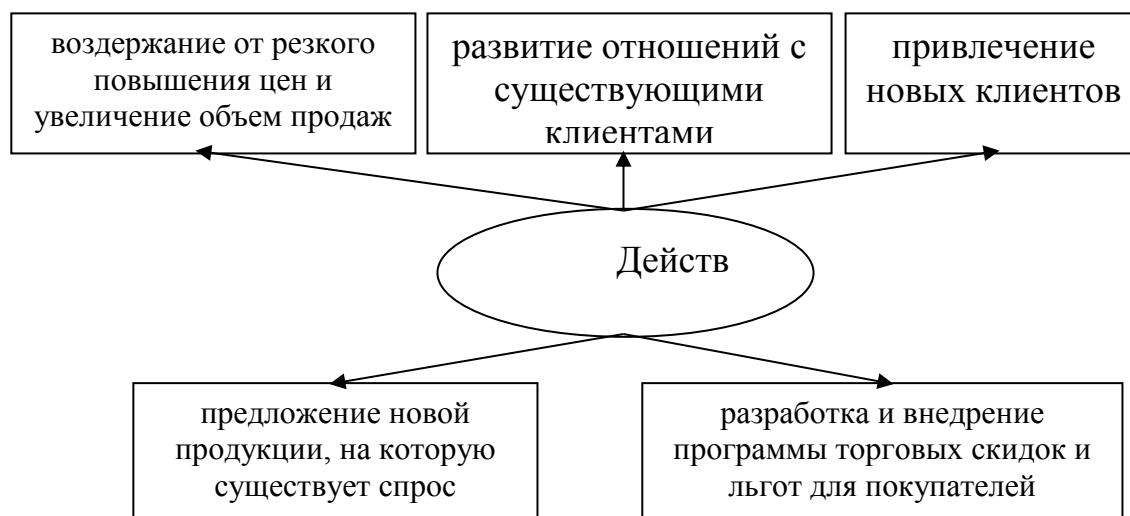 воздержание от резкого
повышения цен и
увеличение объем продаж
развитие отношений с
существующими
клиентами
привлечение
новых клиентов
Действ
предложение новой
продукции, на которую
существует спрос
разработка и внедрение
программы торговых скидок и
льгот для покупателей